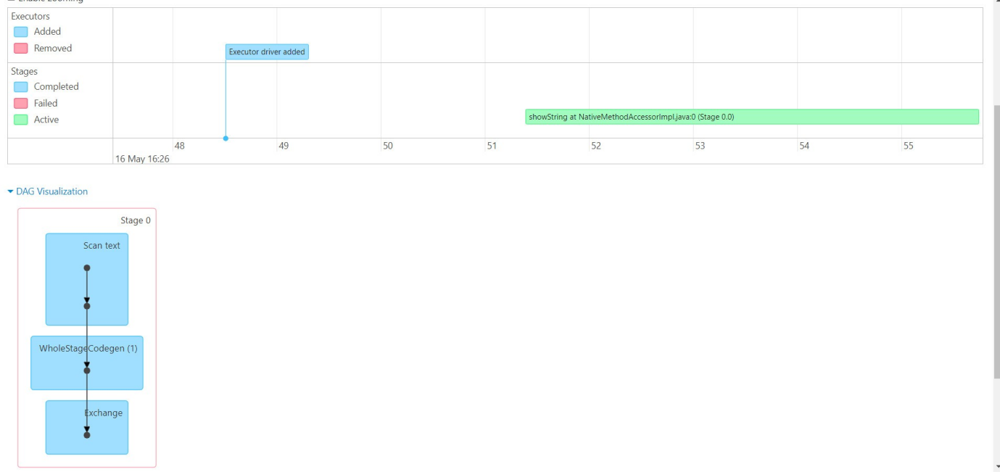 Enable zooming
Executors
Added
Removed
Executor driver added
Stages
Completed
Failed
Active
showString at NativeMethodAccessorImpl.java:0 (Stage 0.0)
48 49 50 51 52 53 54 55
16 May 16:26
DAG Visualization
Stage 0
Scan text
WholeStageCodegen (1)
Exchange